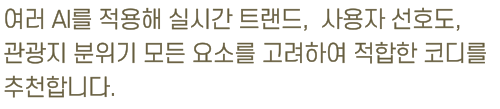 여러 AI를 적용해 실시간 트랜드, 사용자 선호도,
관광지 분위기 모든 요소를 고려하여 적합한 코디를
추천합니다.